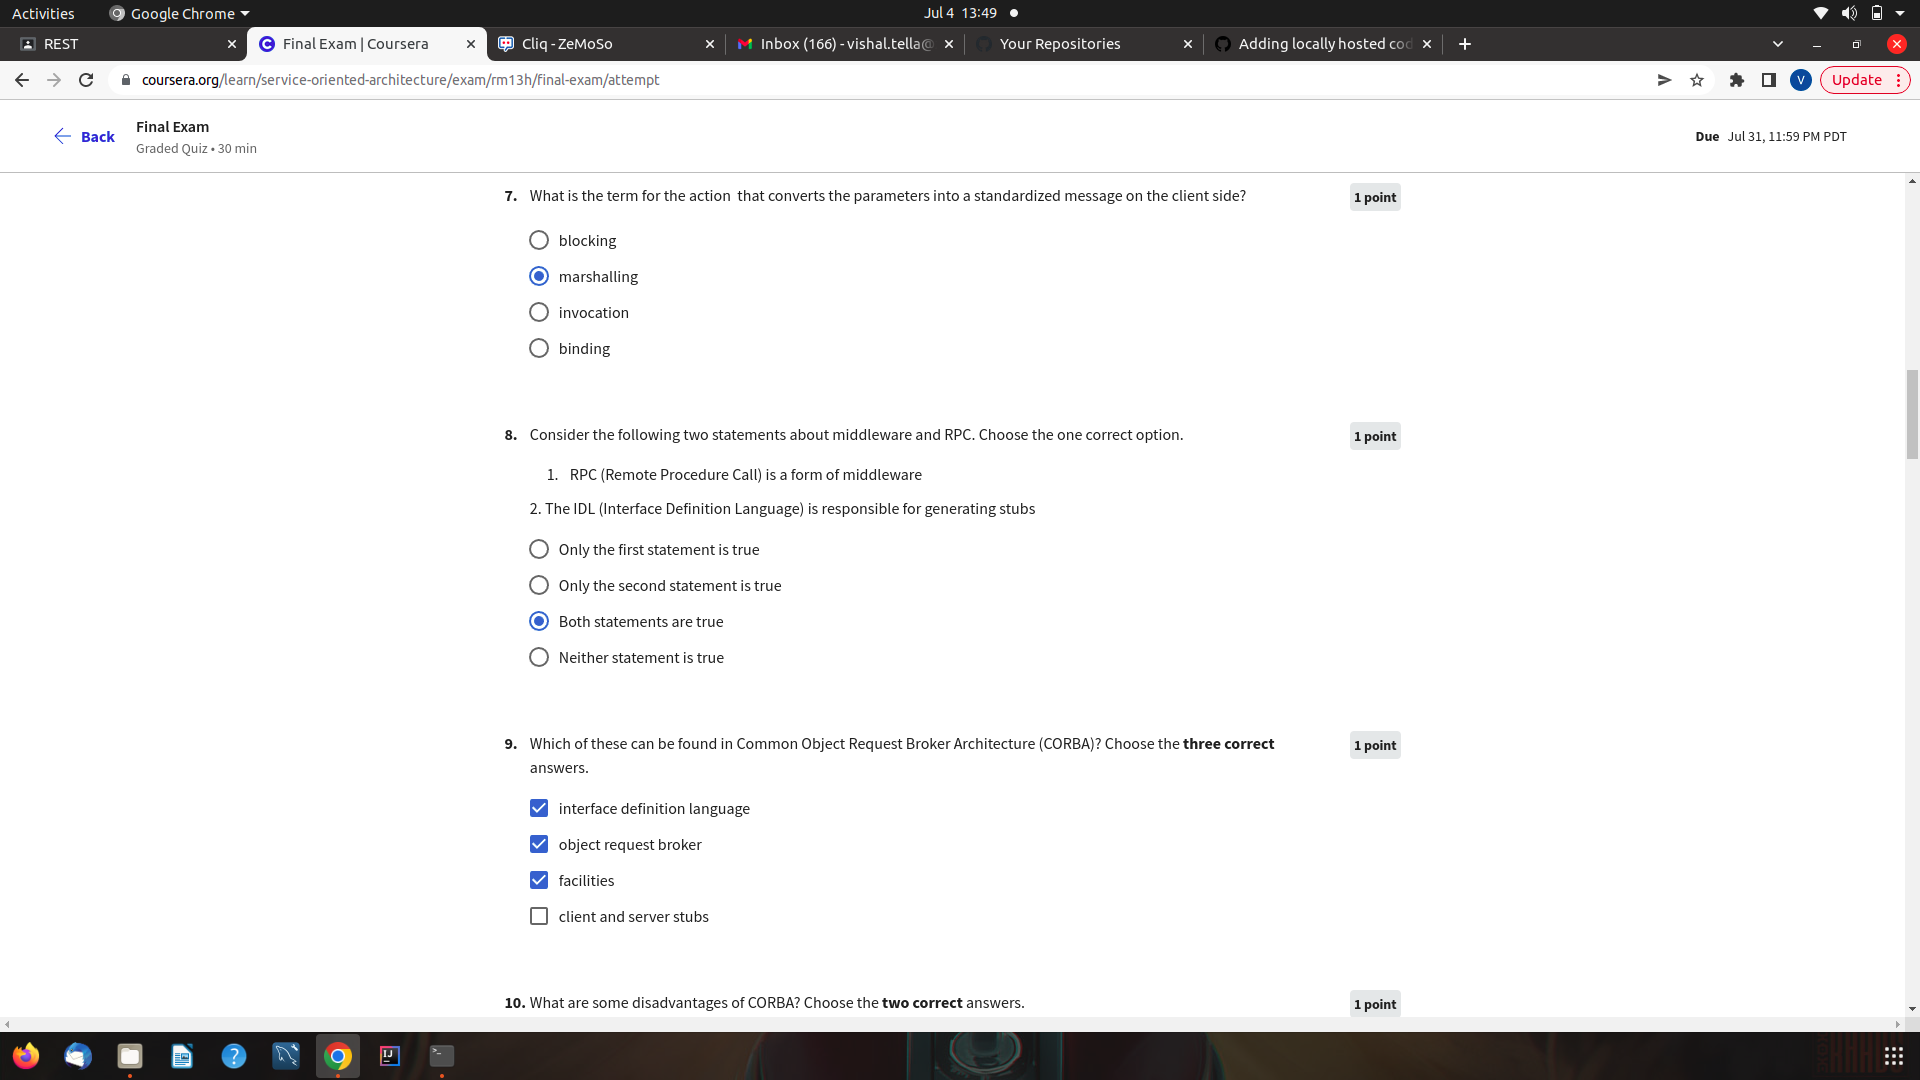 Activities
Google Chrome
Jul 4 13:49
REST
Final Exam | Coursera
Cliq - ZeMoSo
Inbox (166) - vishal.tella@
Your Repositories
Adding locally hosted cod
coursera.org/learn/service-oriented-architecture/exam/rm13h/final-exam/attempt
V
Update
Back
Final Exam
Graded Quiz • 30 min
Due Jul 31, 11:59 PM PDT
7. What is the term for the action that converts the parameters into a standardized message on the client side?
1 point
blocking
marshalling
invocation
binding
8. Consider the following two statements about middleware and RPC. Choose the one correct option.
1 point
1. RPC (Remote Procedure Call) is a form of middleware
2. The IDL (Interface Definition Language) is responsible for generating stubs
Only the first statement is true
Only the second statement is true
Both statements are true
Neither statement is true
9. Which of these can be found in Common Object Request Broker Architecture (CORBA)? Choose the three correct
answers.
1 point
interface definition language
object request broker
facilities
client and server stubs
10. What are some disadvantages of CORBA? Choose the two correct answers.
1 point